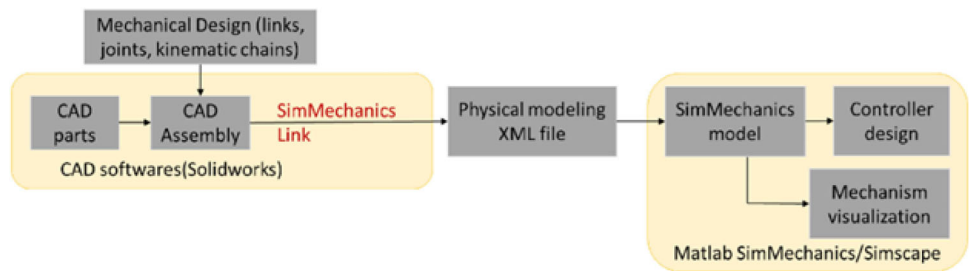 Mechanical Design (links,
joints, kinematic chains)
CAD
parts
CAD
Assembly
SimMechanics
Link
CAD softwares(Solidworks)
Physical modeling
XML file
SimMechanics
model
Controller
design
Mechanism
visualization
Matlab SimMechanics/Simscape